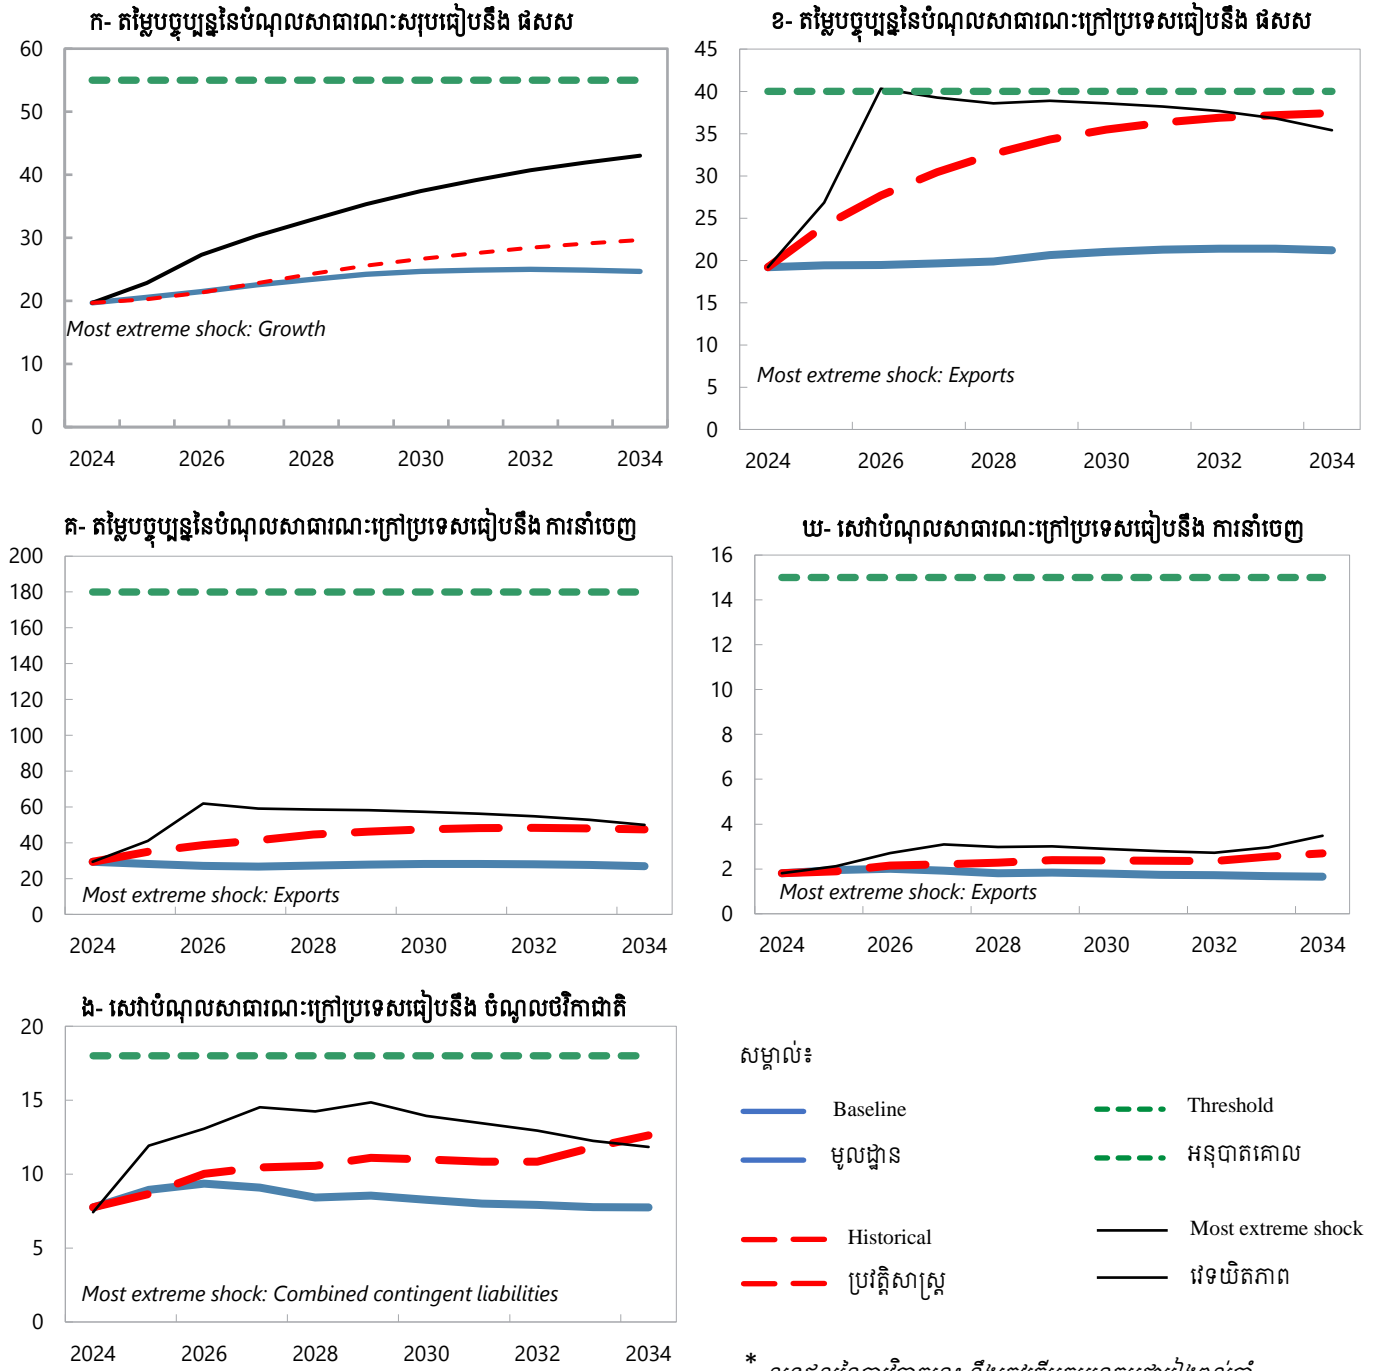 ក- តម្លៃបច្ចុប្បន្ននៃបំណុលសាធារណៈសរុបធៀបនឹង ផសស
60
50
40
30
20
10
0
Most extreme shock: Growth
2024 2026 2028 2030 2032 2034
ខ- តម្លៃបច្ចុប្បន្ននៃបំណុលសាធារណៈក្រៅប្រទេសធៀបនឹង ផសស
45
40
35
30
25
20
15
10
5
0
Most extreme shock: Exports
2024 2026 2028 2030 2032 2034
គ- តម្លៃបច្ចុប្បន្ននៃបំណុលសាធារណៈក្រៅប្រទេសធៀបនឹង ការនាំចេញ
200
180
160
140
120
100
80
60
40
20
0
Most extreme shock: Exports
2024 2026 2028 2030 2032 2034
ឃ- សេវាបំណុលសាធារណៈក្រៅប្រទេសធៀបនឹង ការនាំចេញ
16
14
12
10
8
6
4
2
0
Most extreme shock: Exports
2024 2026 2028 2030 2032 2034
ង- សេវាបំណុលសាធារណៈក្រៅប្រទេសធៀបនឹង ចំណូលថវិកាជាតិ
20
15
10
5
0
Most extreme shock: Combined contingent liabilities
2024 2026 2028 2030 2032 2034
សម្គាល់៖
Baseline Threshold
មូលដ្ឋាន អនុបាតគោល
Historical Most extreme shock
ប្រវត្តិសាស្ត្រ វេទយិតភាព
*